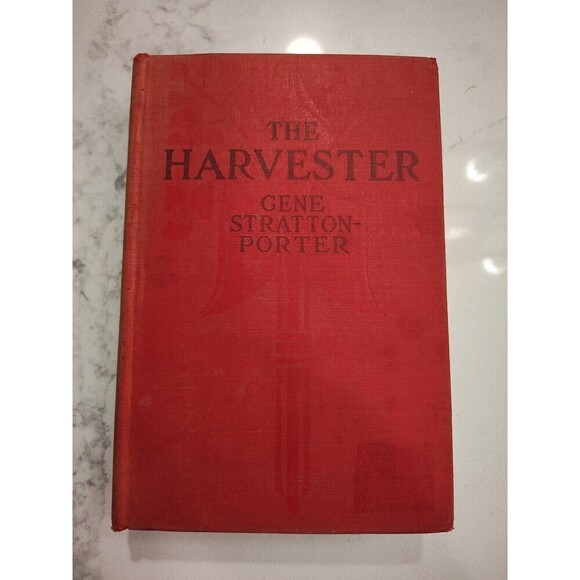 THE
HARVESTER
GENE
STRATTON-
PORTER